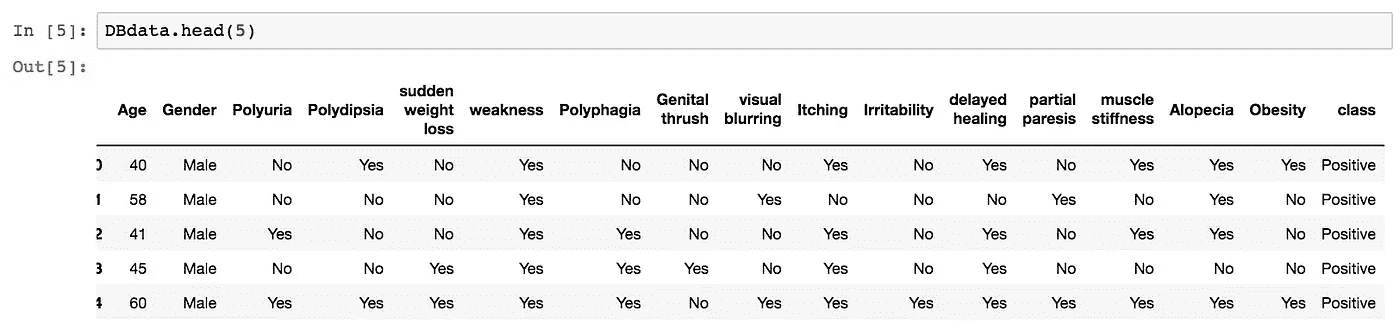 In [5]: DBdata.head(5)
Out[5]:
Age Gender Polyuria Polydipsia sudden weight loss weakness Polyphagia Genital thrush visual blurring Itching Irritability delayed healing partial paresis muscle stiffness Alopecia Obesity class
0 40 Male No Yes No Yes No No No Yes No Yes No Yes Yes Yes Positive
1 58 Male No No No Yes No No Yes No No No Yes No Yes No Positive
2 41 Male Yes No No Yes Yes No No Yes No Yes No Yes Yes No Positive
3 45 Male No No Yes Yes Yes Yes No Yes No Yes No No No No Positive
4 60 Male Yes Yes Yes Yes Yes No Yes Yes Yes Yes Yes Yes Yes Yes Positive